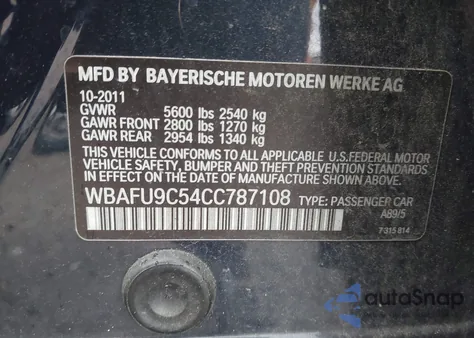 MFD BY BAYERISCHE MOTOREN WERKE AG
10-2011
GVWR 5600 lbs 2540 kg
GAWR FRONT 2800 lbs 1270 kg
GAWR REAR 2954 lbs 1340 kg
THIS VEHICLE CONFORMS TO ALL APPLICABLE U.S.FEDERAL MOTOR
VEHICLE SAFETY, BUMPER AND THEFT PREVENTION STANDARDS
IN EFFECT ON THE DATE OF MANUFACTURE SHOWN ABOVE.
WBAFU9C54CC787108 TYPE: PASSENGER CAR
A89/5
7 315 814
autoSnap